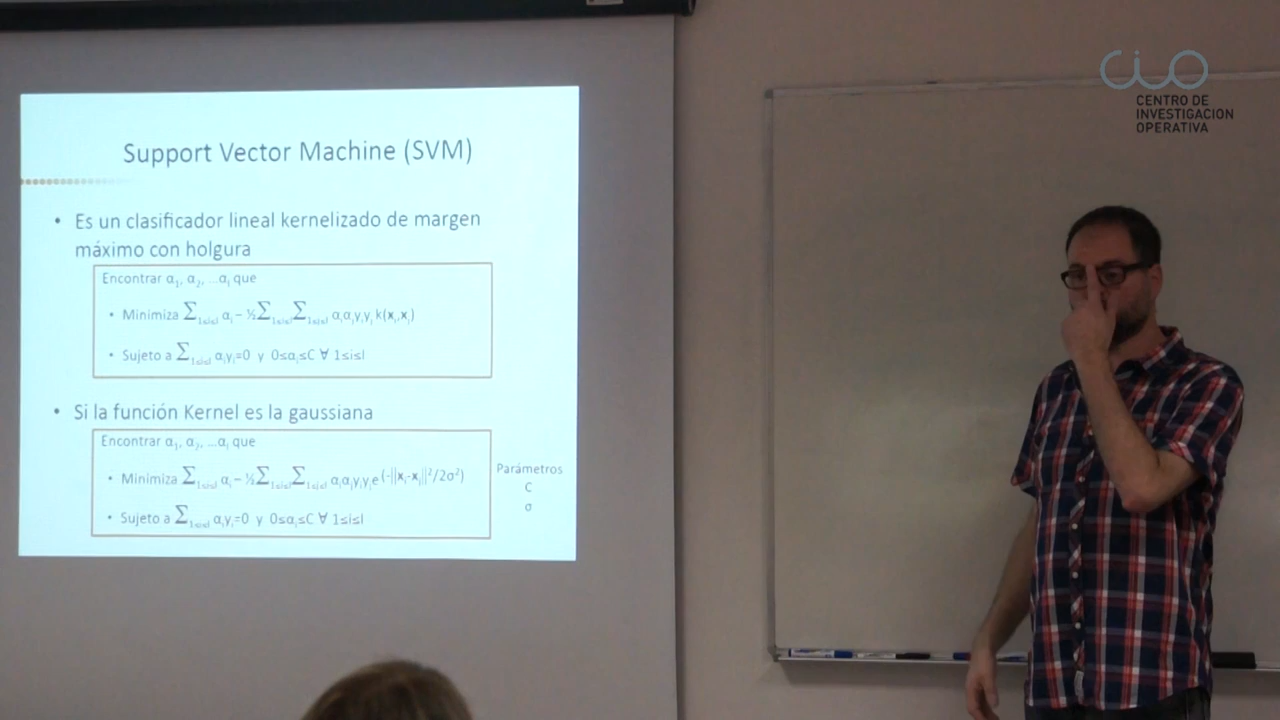 CIO
CENTRO DE
INVESTIGACION
OPERATIVA
Support Vector Machine (SVM)
• Es un clasificador lineal kernelizado de margen
máximo con holgura
Encontrar α₁, α₂, ...αₗ que
• Minimiza ∑₁≤ᵢ≤ₗ αᵢ – ½∑₁≤ᵢ≤ₗ∑₁≤ⱼ≤ₗ αᵢαⱼyᵢyⱼ k(xᵢ,xⱼ)
• Sujeto a ∑₁≤ᵢ≤ₗ αᵢyᵢ=0 y 0≤αᵢ≤C ∀ 1≤i≤l
• Si la función Kernel es la gaussiana
Encontrar α₁, α₂, ...αₗ que
• Minimiza ∑₁≤ᵢ≤ₗ αᵢ – ½∑₁≤ᵢ≤ₗ∑₁≤ⱼ≤ₗ αᵢαⱼyᵢyⱼe(-||xᵢ-xⱼ||²/2σ²)
• Sujeto a ∑₁≤ᵢ≤ₗ αᵢyᵢ=0 y 0≤αᵢ≤C ∀ 1≤i≤l
Parámetros
C
σ